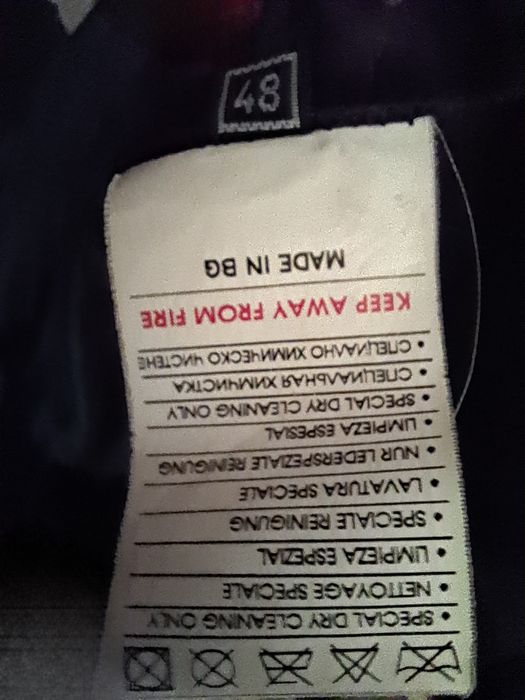 48
• SPECIAL DRY CLEANING ONLY
• NETTOYAGE SPECIALE
• LIMPIEZA ESPEZIAL
• SPECIALE REINIGUNG
• LAVATURA SPECIALE
• NUR LEDERSPEZIALE REINIGUNG
• LIMPIEZA ESPESIAL
• SPECIAL DRY CLEANING ONLY
• СПЕЦИАЛЬНАЯ ХИМЧИСТКА
• СПЕЦИАЛНО ХИМИЧЕСКО ЧИСТЕНЕ
KEEP AWAY FROM FIRE
MADE IN BG